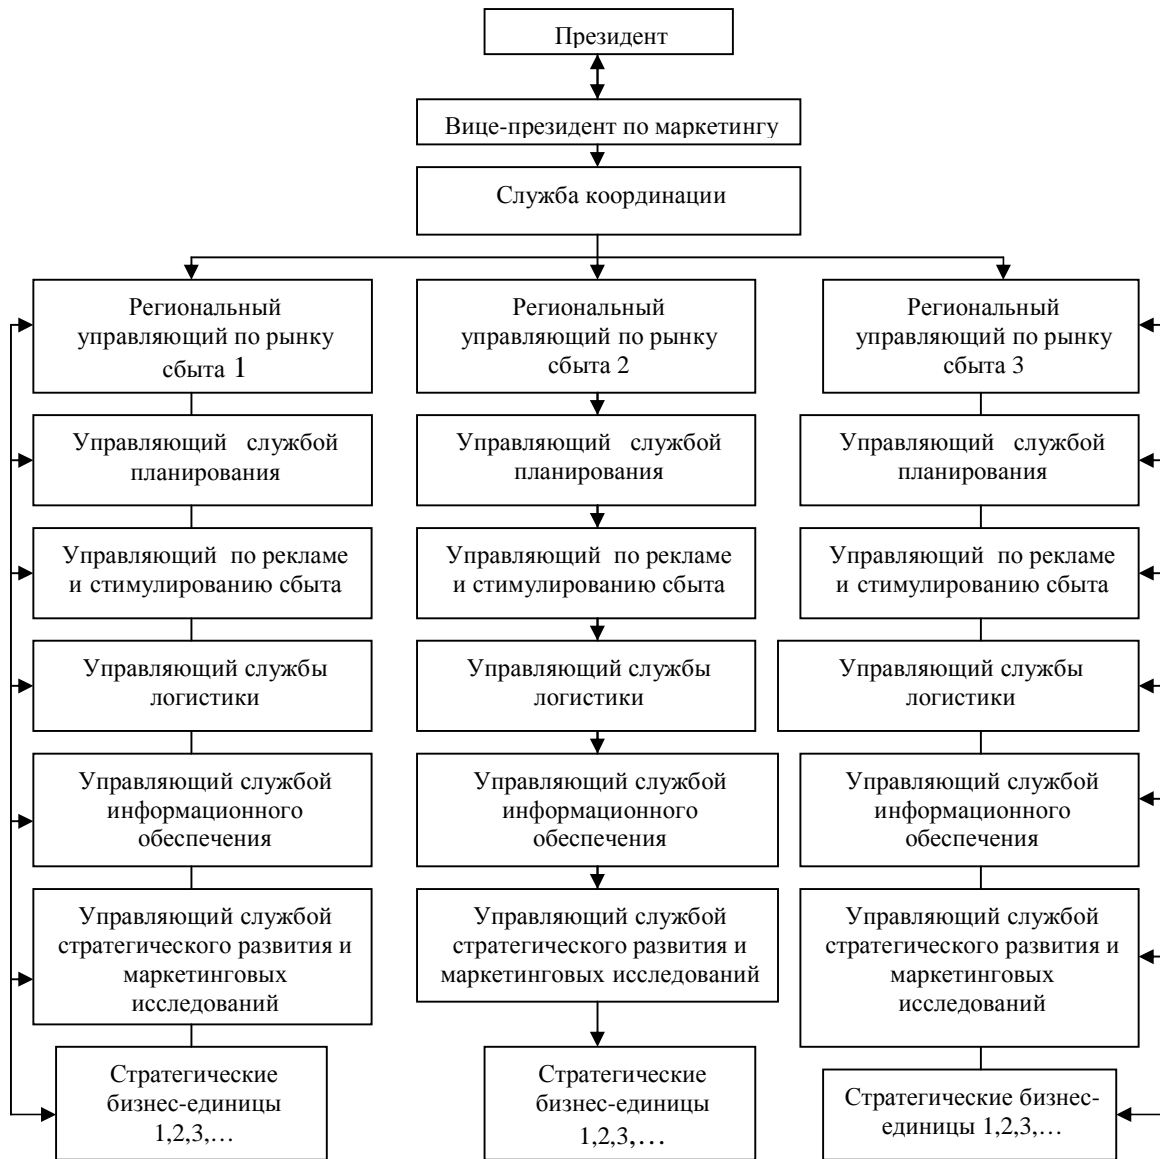 Президент
Вице-президент по маркетингу
Служба координации
Региональный
управляющий по рынку
сбыта 1
Региональный
управляющий по рынку
сбыта 2
Региональный
управляющий по рынку
сбыта 3
Управляющий службой
планирования
Управляющий службой
планирования
Управляющий службой
планирования
Управляющий по рекламе
и стимулированию сбыта
Управляющий по рекламе
и стимулированию сбыта
Управляющий по рекламе
и стимулированию сбыта
Управляющий службы
логистики
Управляющий службы
логистики
Управляющий службы
логистики
Управляющий службой
информационного
обеспечения
Управляющий службой
информационного
обеспечения
Управляющий службой
информационного
обеспечения
Управляющий службой
стратегического развития и
маркетинговых
исследований
Управляющий службой
стратегического развития и
маркетинговых исследований
Управляющий службой
стратегического развития и
маркетинговых
исследований
Стратегические
бизнес-единицы
1,2,3,…
Стратегические
бизнес-единицы
1,2,3,…
Стратегические бизнес-
единицы 1,2,3,…